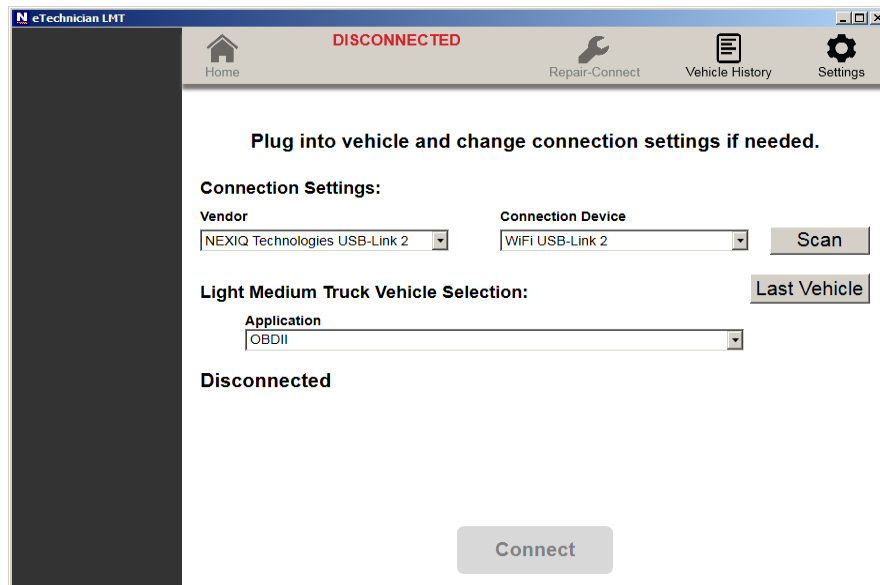 eTechnician LMT
DISCONNECTED
Home
Repair-Connect
Vehicle History
Settings
Plug into vehicle and change connection settings if needed.
Connection Settings:
Vendor
Connection Device
NEXIQ Technologies USB-Link 2
WiFi USB-Link 2
Scan
Light Medium Truck Vehicle Selection:
Last Vehicle
Application
OBDII
Disconnected
Connect